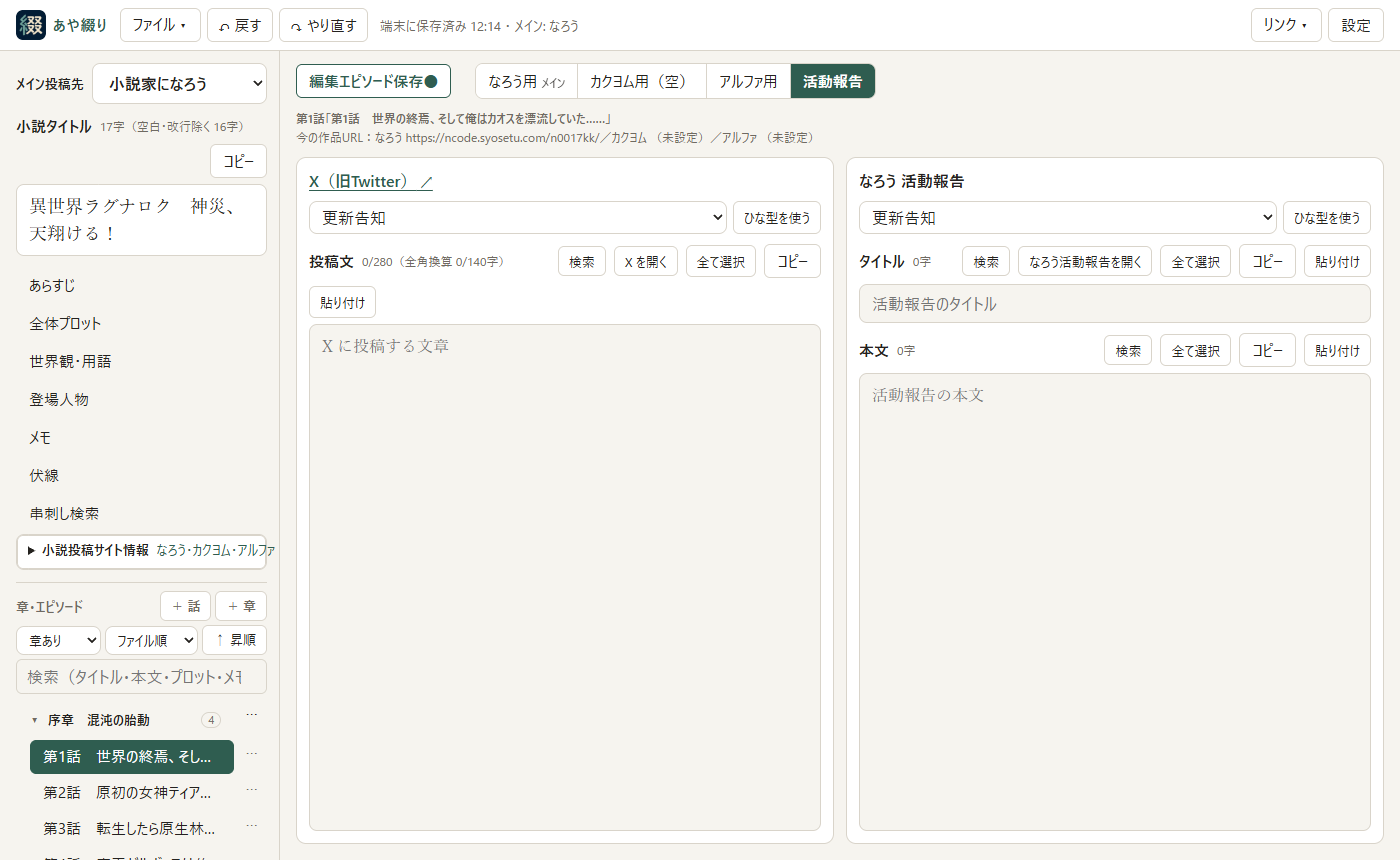 綴 あや綴り ファイル ▾ ↶ 戻す ↷ やり直す 端末に保存済み 12:14・メイン: なろう リンク ▾ 設定
メイン投稿先 小説家になろう
小説タイトル 17字（空白・改行除く 16字）
コピー
異世界ラグナロク　神災、
天翔ける！
あらすじ
全体プロット
世界観・用語
登場人物
メモ
伏線
串刺し検索
▶ 小説投稿サイト情報 なろう・カクヨム・アルファ
章・エピソード ＋ 話 ＋ 章
章あり ファイル順 ↑ 昇順
検索（タイトル・本文・プロット・メモ
▾ 序章　混沌の胎動 4 …
第1話　世界の終焉、そし... …
第2話　原初の女神ティア... …
第3話　転生したら原生林... …
編集エピソード保存● なろう用 メイン カクヨム用（空） アルファ用 活動報告
第1話「第1話　世界の終焉、そして俺はカオスを漂流していた……」
今の作品URL：なろう https://ncode.syosetu.com/n0017kk/／カクヨム （未設定）／アルファ （未設定）
X（旧Twitter）↗
更新告知 ひな型を使う
投稿文 0/280（全角換算 0/140字） 検索 X を開く 全て選択 コピー
貼り付け
X に投稿する文章
なろう 活動報告
更新告知 ひな型を使う
タイトル 0字 検索 なろう活動報告を開く 全て選択 コピー 貼り付け
活動報告のタイトル
本文 0字 検索 全て選択 コピー 貼り付け
活動報告の本文